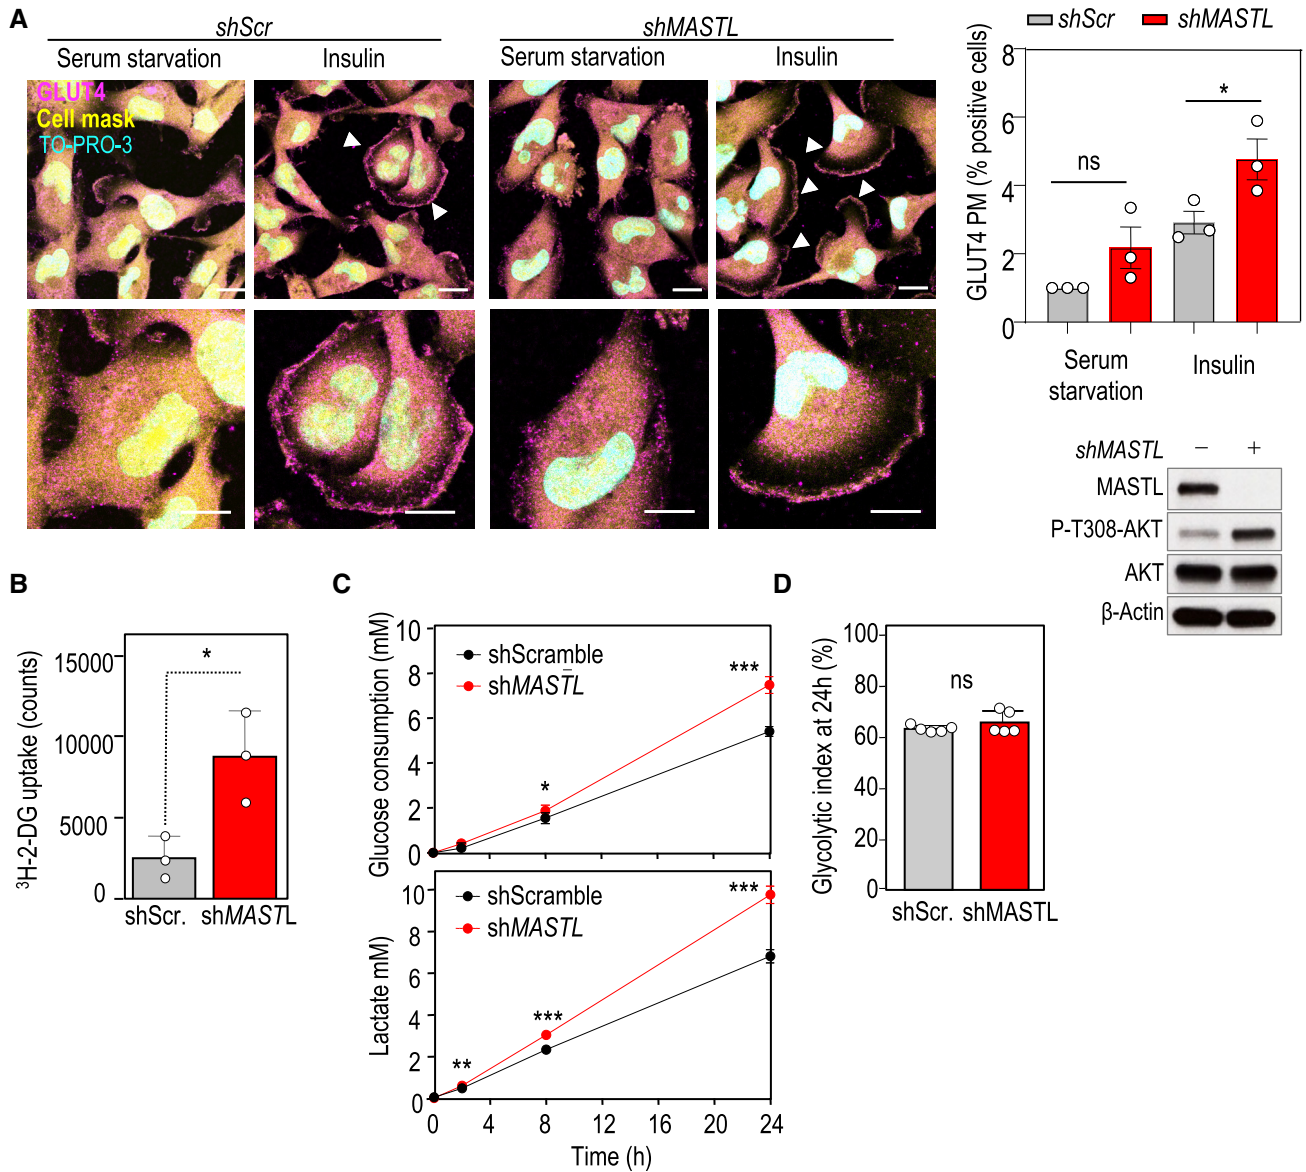 A
shScr
shMASTL
Serum starvation
Insulin
Serum starvation
Insulin
GLUT4
Cell mask
TO-PRO-3
shScr
shMASTL
GLUT4 PM (% positive cells)
8
6
4
2
0
ns
*
Serum starvation
Insulin
shMASTL
−
+
MASTL
P-T308-AKT
AKT
β-Actin
B
³H-2-DG uptake (counts)
15000
10000
5000
0
*
shScr.
shMASTL
C
Glucose consumption (mM)
10
8
6
4
2
0
shScramble
shMASTL
*
***
Lactate mM)
10
8
6
4
2
0
shScramble
shMASTL
**
***
***
0
4
8
12
16
20
24
Time (h)
D
Glycolytic index at 24h (%)
100
80
60
40
20
0
ns
shScr.
shMASTL